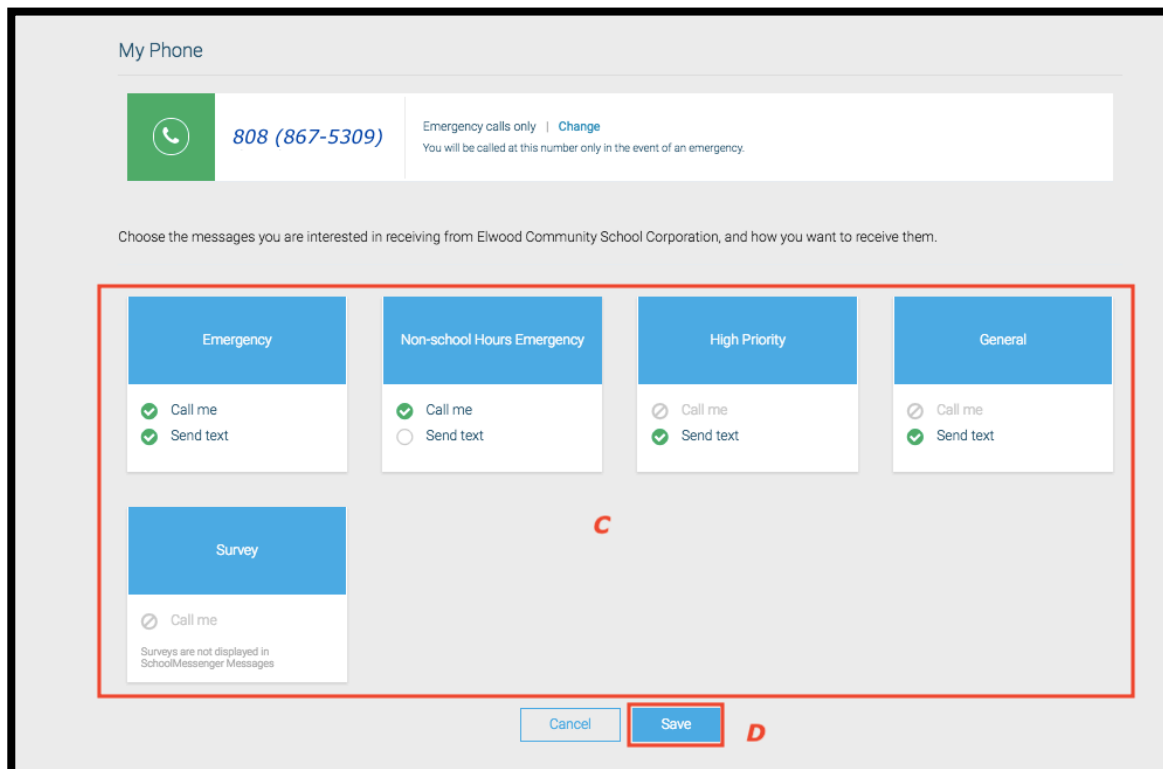 My Phone
808 (867-5309)
Emergency calls only | Change
You will be called at this number only in the event of an emergency.
Choose the messages you are interested in receiving from Elwood Community School Corporation, and how you want to receive them.
Emergency
Call me
Send text
Non-school Hours Emergency
Call me
Send text
High Priority
Call me
Send text
General
Call me
Send text
C
Survey
Call me
Surveys are not displayed in
SchoolMessenger Messages
Cancel
Save
D